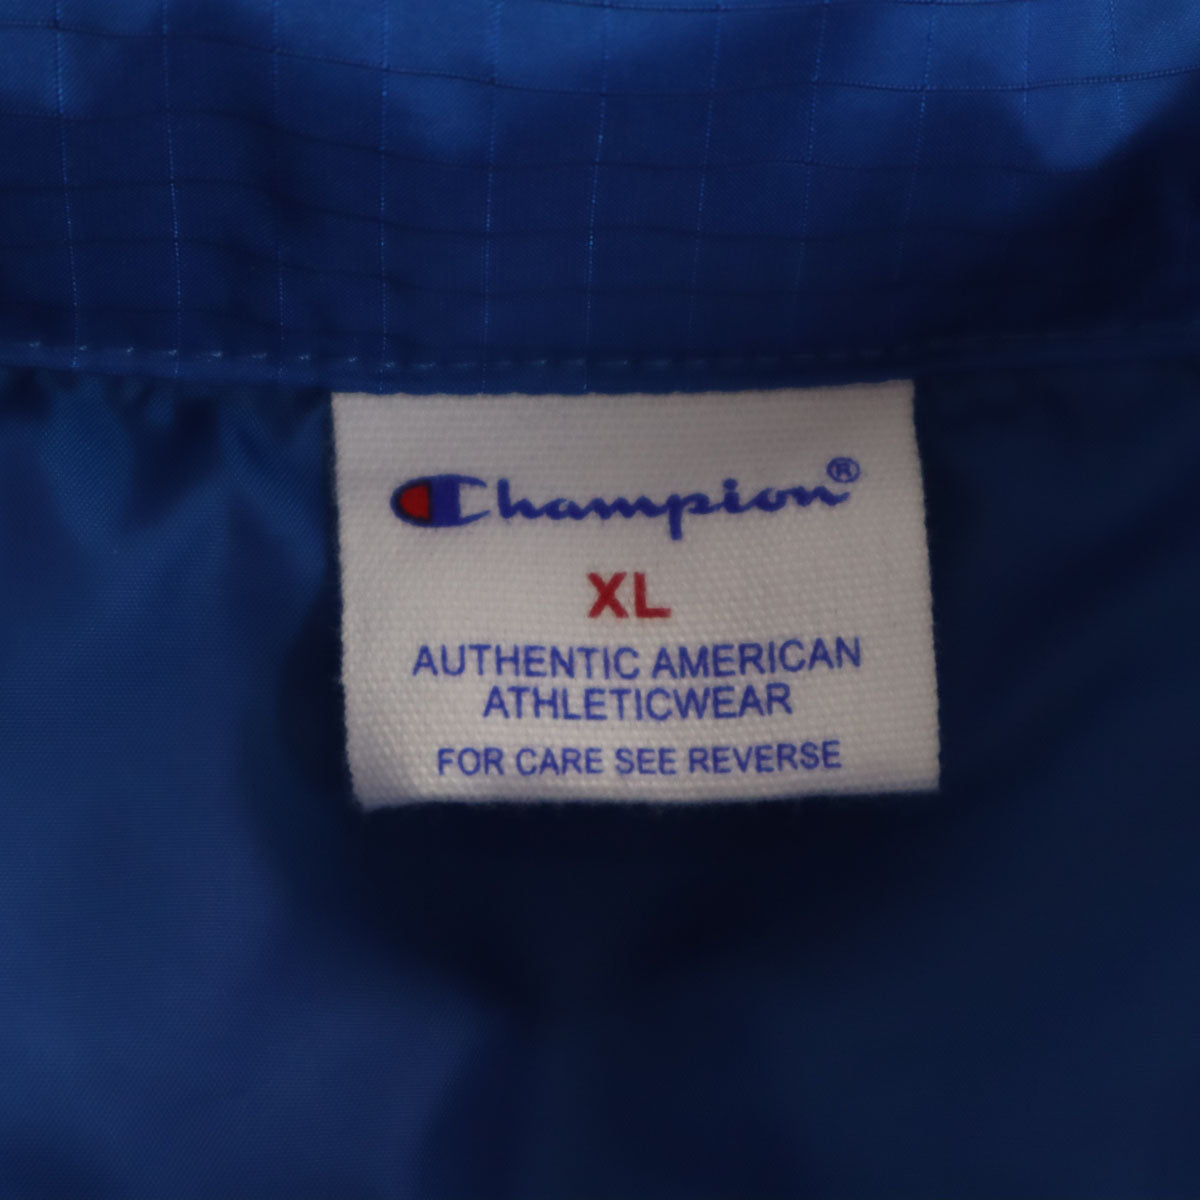 Champion®
XL
AUTHENTIC AMERICAN
ATHLETICWEAR
FOR CARE SEE REVERSE